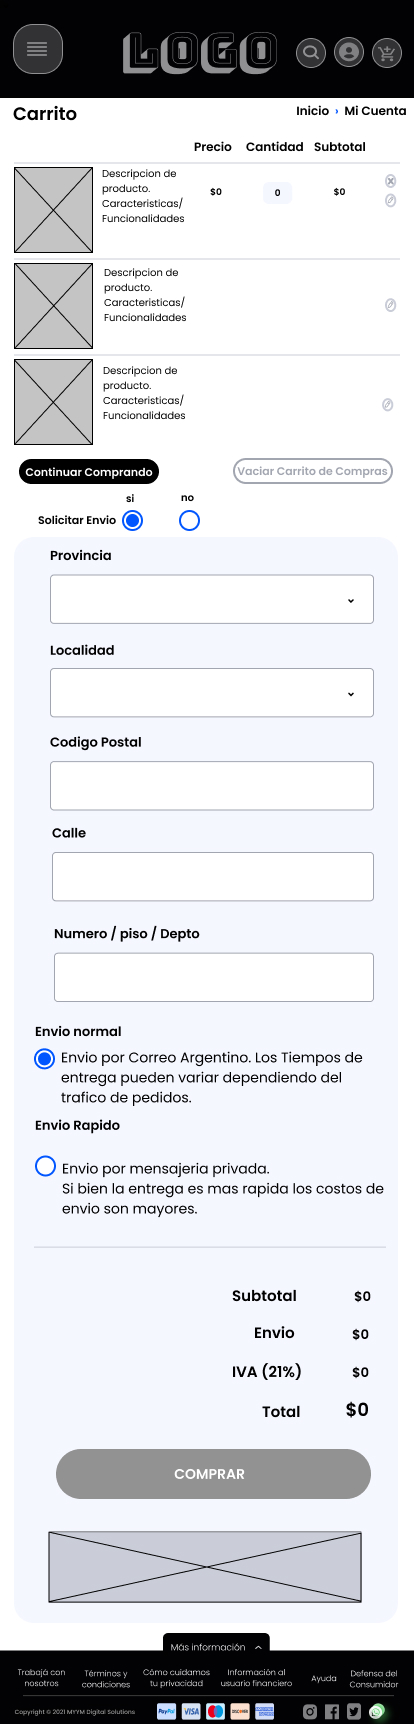 LOGO
Carrito
Inicio › Mi Cuenta
Precio Cantidad Subtotal
Descripcion de
producto.
Caracteristicas/
Funcionalidades
$0 0 $0
Descripcion de
producto.
Caracteristicas/
Funcionalidades
Descripcion de
producto.
Caracteristicas/
Funcionalidades
Continuar Comprando
Vaciar Carrito de Compras
si no
Solicitar Envio
Provincia
Localidad
Codigo Postal
Calle
Numero / piso / Depto
Envio normal
Envio por Correo Argentino. Los Tiempos de
entrega pueden variar dependiendo del
trafico de pedidos.
Envio Rapido
Envio por mensajeria privada.
Si bien la entrega es mas rapida los costos de
envio son mayores.
Subtotal $0
Envio $0
IVA (21%) $0
Total $0
COMPRAR
Más información
Trabajá con
nosotros
Términos y
condiciones
Cómo cuidamos
tu privacidad
Información al
usuario financiero
Ayuda
Defensa del
Consumidor
Copyright © 2021 MYYM Digital Solutions
PayPal VISA DISCOVER